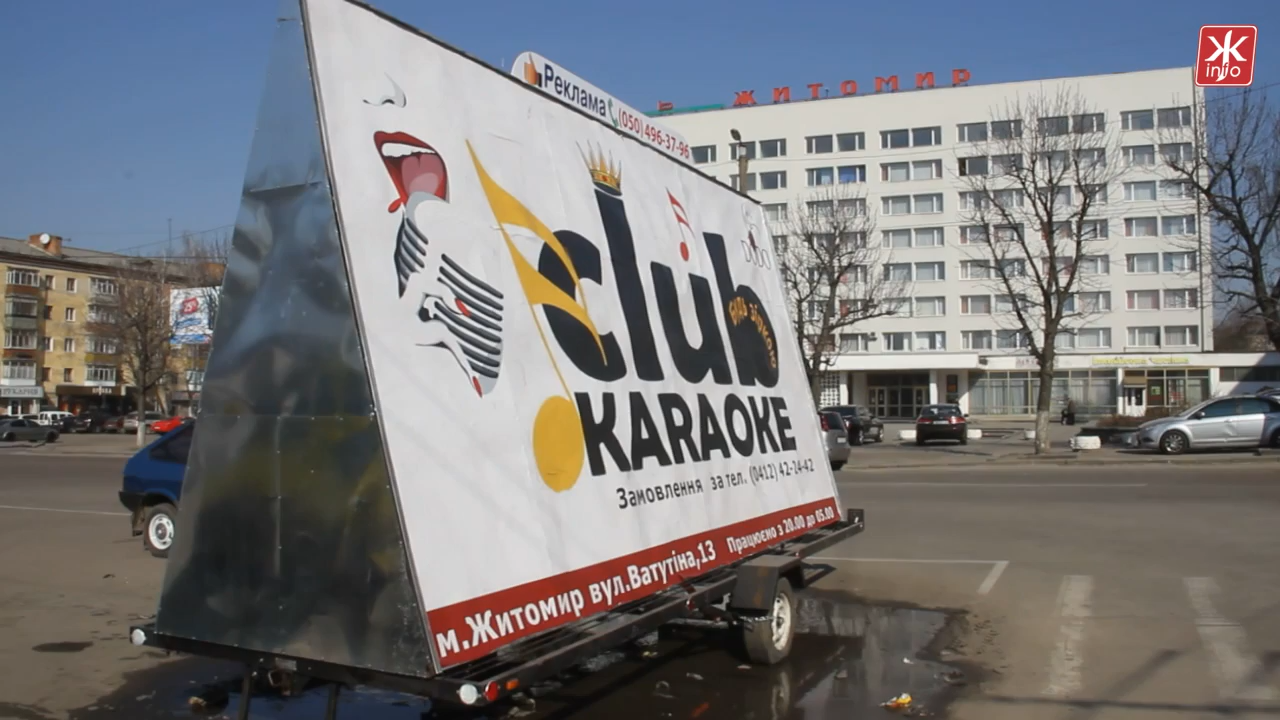 Ж
info
Реклама
(050)496-37-96
ЖИТОМИР
club
KARAOKE
Замовлення за тел. (0412) 42-24-42
м.Житомир вул.Ватутіна,13 Працюємо з 20.00 до 05.00